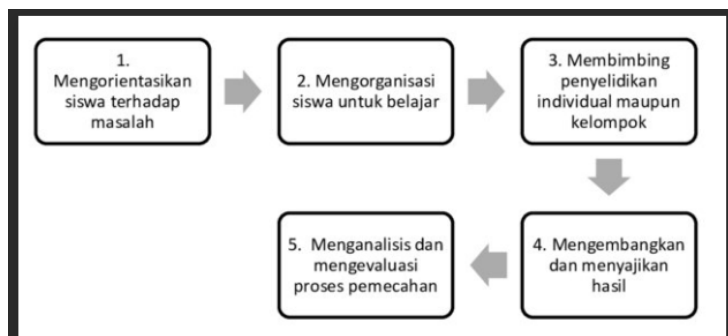 1.
Mengorientasikan
siswa terhadap
masalah
2. Mengorganisasi
siswa untuk belajar
3. Membimbing
penyelidikan
individual maupun
kelompok
4. Mengembangkan
dan menyajikan
hasil
5. Menganalisis dan
mengevaluasi
proses pemecahan